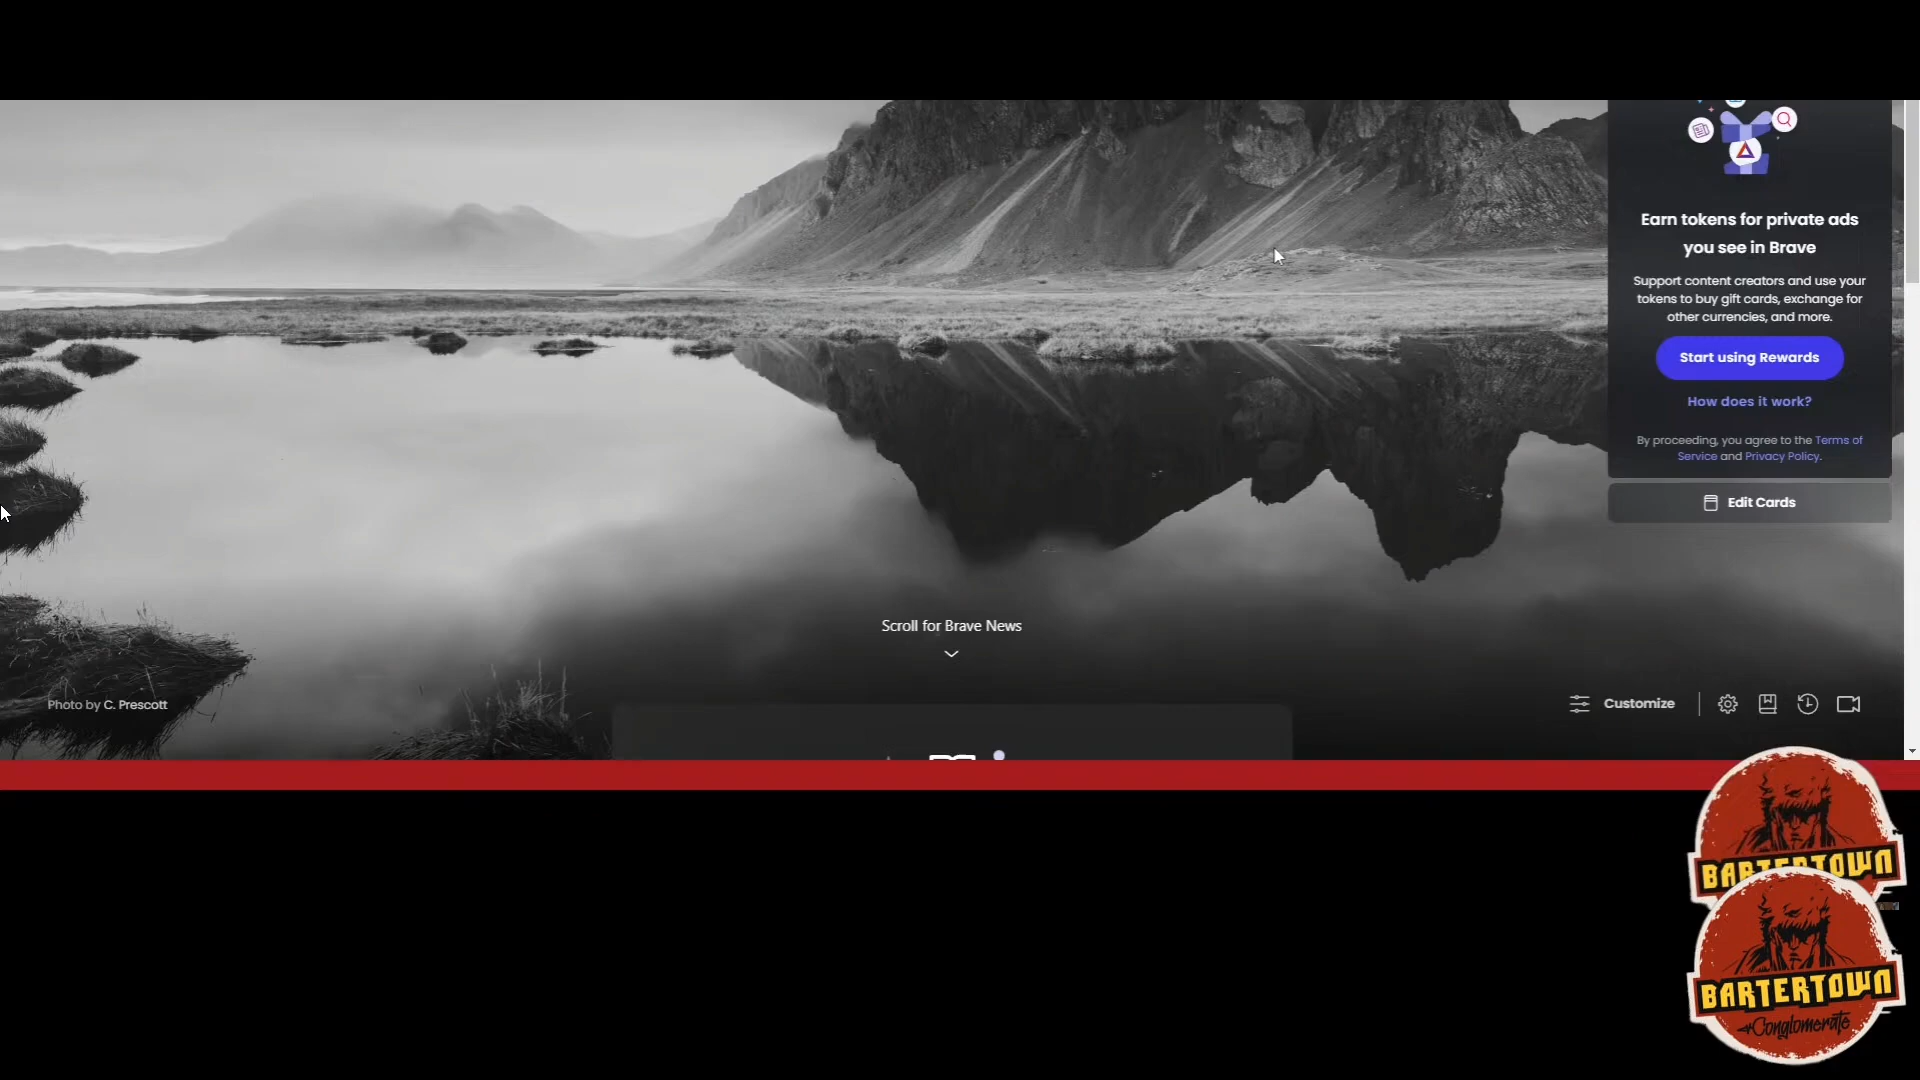 Earn tokens for private ads
you see in Brave
Support content creators and use your
tokens to buy gift cards, exchange for
other currencies, and more.
Start using Rewards
How does it work?
By proceeding, you agree to the Terms of
Service and Privacy Policy.
Edit Cards
Scroll for Brave News
Photo by C. Prescott
Customize
BARTERTOWN
BARTERTOWN
Conglomerate